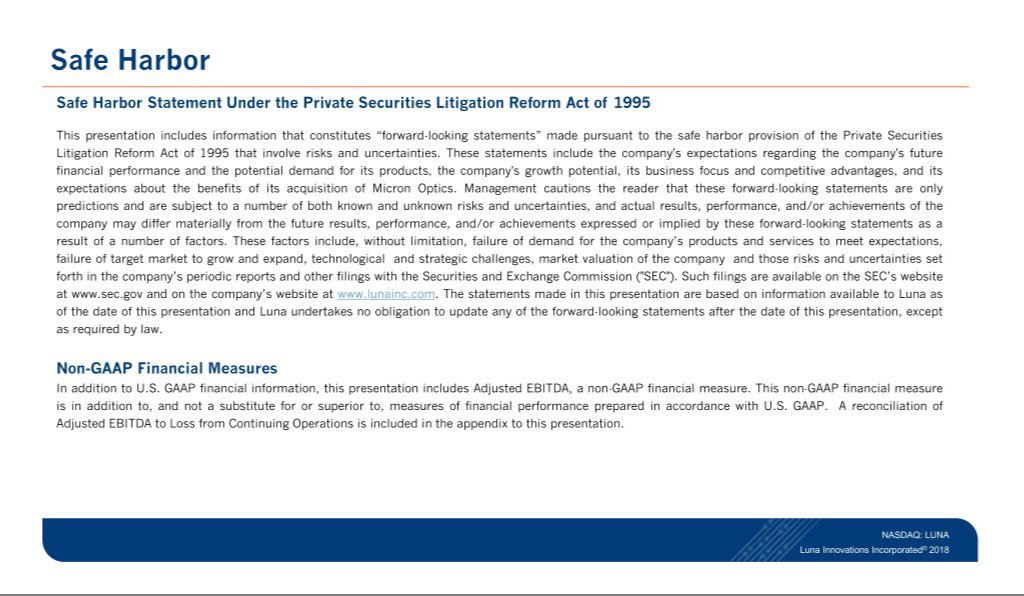 Safe Harbor
Safe Harbor Statement Under the Private Securities Litigation Reform Act of 1995
This presentation includes information that constitutes “forward-looking statements” made pursuant to the safe harbor provision of the Private Securities
Litigation Reform Act of 1995 that involve risks and uncertainties. These statements include the company’s expectations regarding the company’s future
financial performance and the potential demand for its products, the company’s growth potential, its business focus and competitive advantages, and its
expectations about the benefits of its acquisition of Micron Optics. Management cautions the reader that these forward-looking statements are only
predictions and are subject to a number of both known and unknown risks and uncertainties, and actual results, performance, and/or achievements of the
company may differ materially from the future results, performance, and/or achievements expressed or implied by these forward-looking statements as a
result of a number of factors. These factors include, without limitation, failure of demand for the company’s products and services to meet expectations,
failure of target market to grow and expand, technological  and strategic challenges, market valuation of the company  and those risks and uncertainties set
forth in the company’s periodic reports and other filings with the Securities and Exchange Commission ("SEC"). Such filings are available on the SEC’s website
at www.sec.gov and on the company’s website at www.lunainc.com. The statements made in this presentation are based on information available to Luna as
of the date of this presentation and Luna undertakes no obligation to update any of the forward-looking statements after the date of this presentation, except
as required by law.
Non-GAAP Financial Measures
In addition to U.S. GAAP financial information, this presentation includes Adjusted EBITDA, a non-GAAP financial measure. This non-GAAP financial measure
is in addition to, and not a substitute for or superior to, measures of financial performance prepared in accordance with U.S. GAAP.  A reconciliation of
Adjusted EBITDA to Loss from Continuing Operations is included in the appendix to this presentation.
NASDAQ: LUNA
Luna Innovations Incorporated© 2018